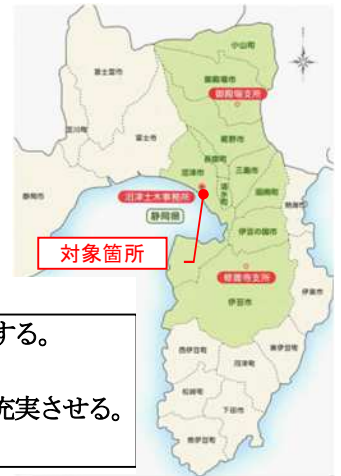 小山町
御殿場市
御殿場支所
富士宮市
裾野市
富士市
長泉町
三島市
沼津市
清水町
函南町
静岡市
熱海市
沼津土木事務所
静岡県
伊豆の国市
対象箇所
修善寺支所
伊豆市
伊東市
する。
充実させる。
西伊豆町
東伊豆町
河津町
松崎町
下田市
南伊豆町